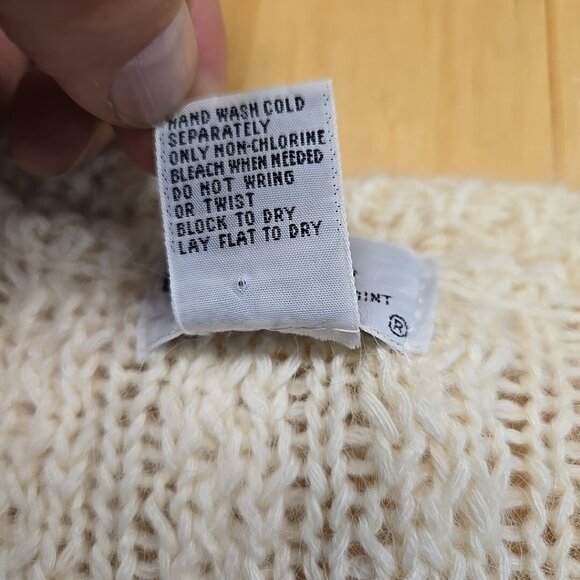 HAND WASH COLD
SEPARATELY
ONLY NON-CHLORINE
BLEACH WHEN NEEDED
DO NOT WRING
OR TWIST
BLOCK TO DRY
LAY FLAT TO DRY
®